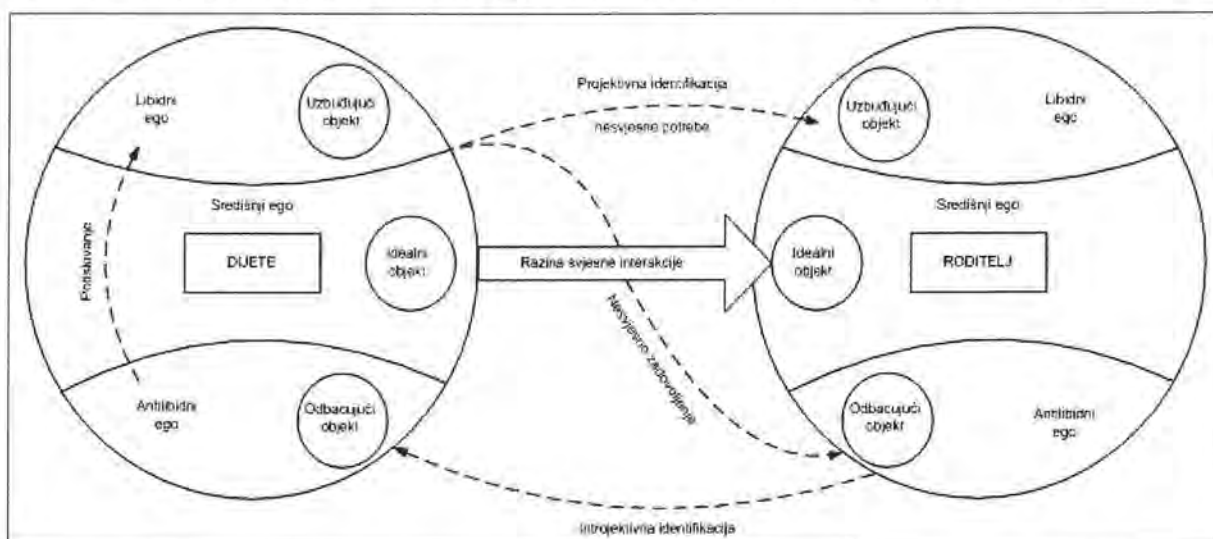 Libidni
ego
Uzbuđujući
objekt
Projektivna identifikacija
nesvjesne potrebe
Uzbuđujući
objekt
Libidni
ego
Središnji ego
Potiskivanje
DIJETE
Idealni
objekt
Razina svjesne interakcije
Idealni
objekt
Središnji ego
RODITELJ
Nesvjesno zadovoljenje
Antilibidni
ego
Odbacujući
objekt
Odbacujući
objekt
Antilibidni
ego
Introjektivna identifikacija